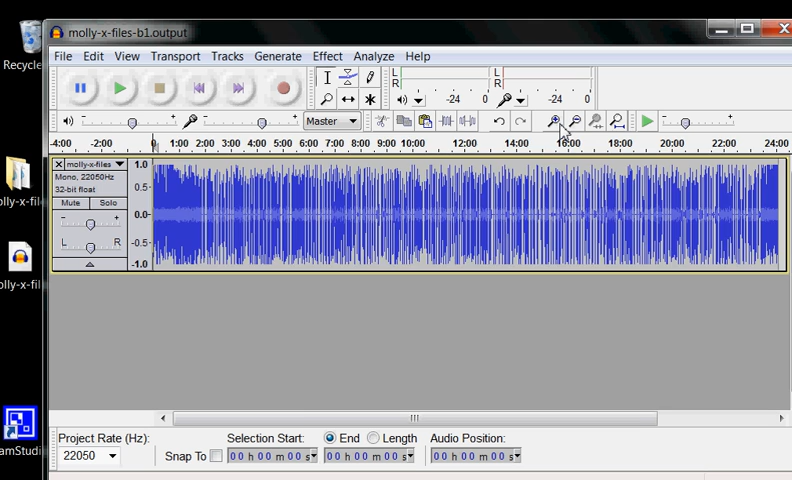 molly-x-files-b1.output
Recycle
File Edit View Transport Tracks Generate Effect Analyze Help
L
R
-24 0
L
R
-24 0
Master
-4:00 -2:00 0 1:00 2:00 3:00 4:00 5:00 6:00 7:00 8:00 9:00 10:00 12:00 14:00 16:00 18:00 20:00 22:00 24:00
molly-x-files
Mono, 22050Hz
32-bit float
Mute Solo
- +
L R
1.0
0.5-
0.0-
-0.5-
-1.0
olly-x-fil
olly-x-fil
amStudi
Project Rate (Hz):
22050
Snap To
Selection Start:
End Length
Audio Position:
00 h 00 m 00 s
00 h 00 m 00 s
00 h 00 m 00 s